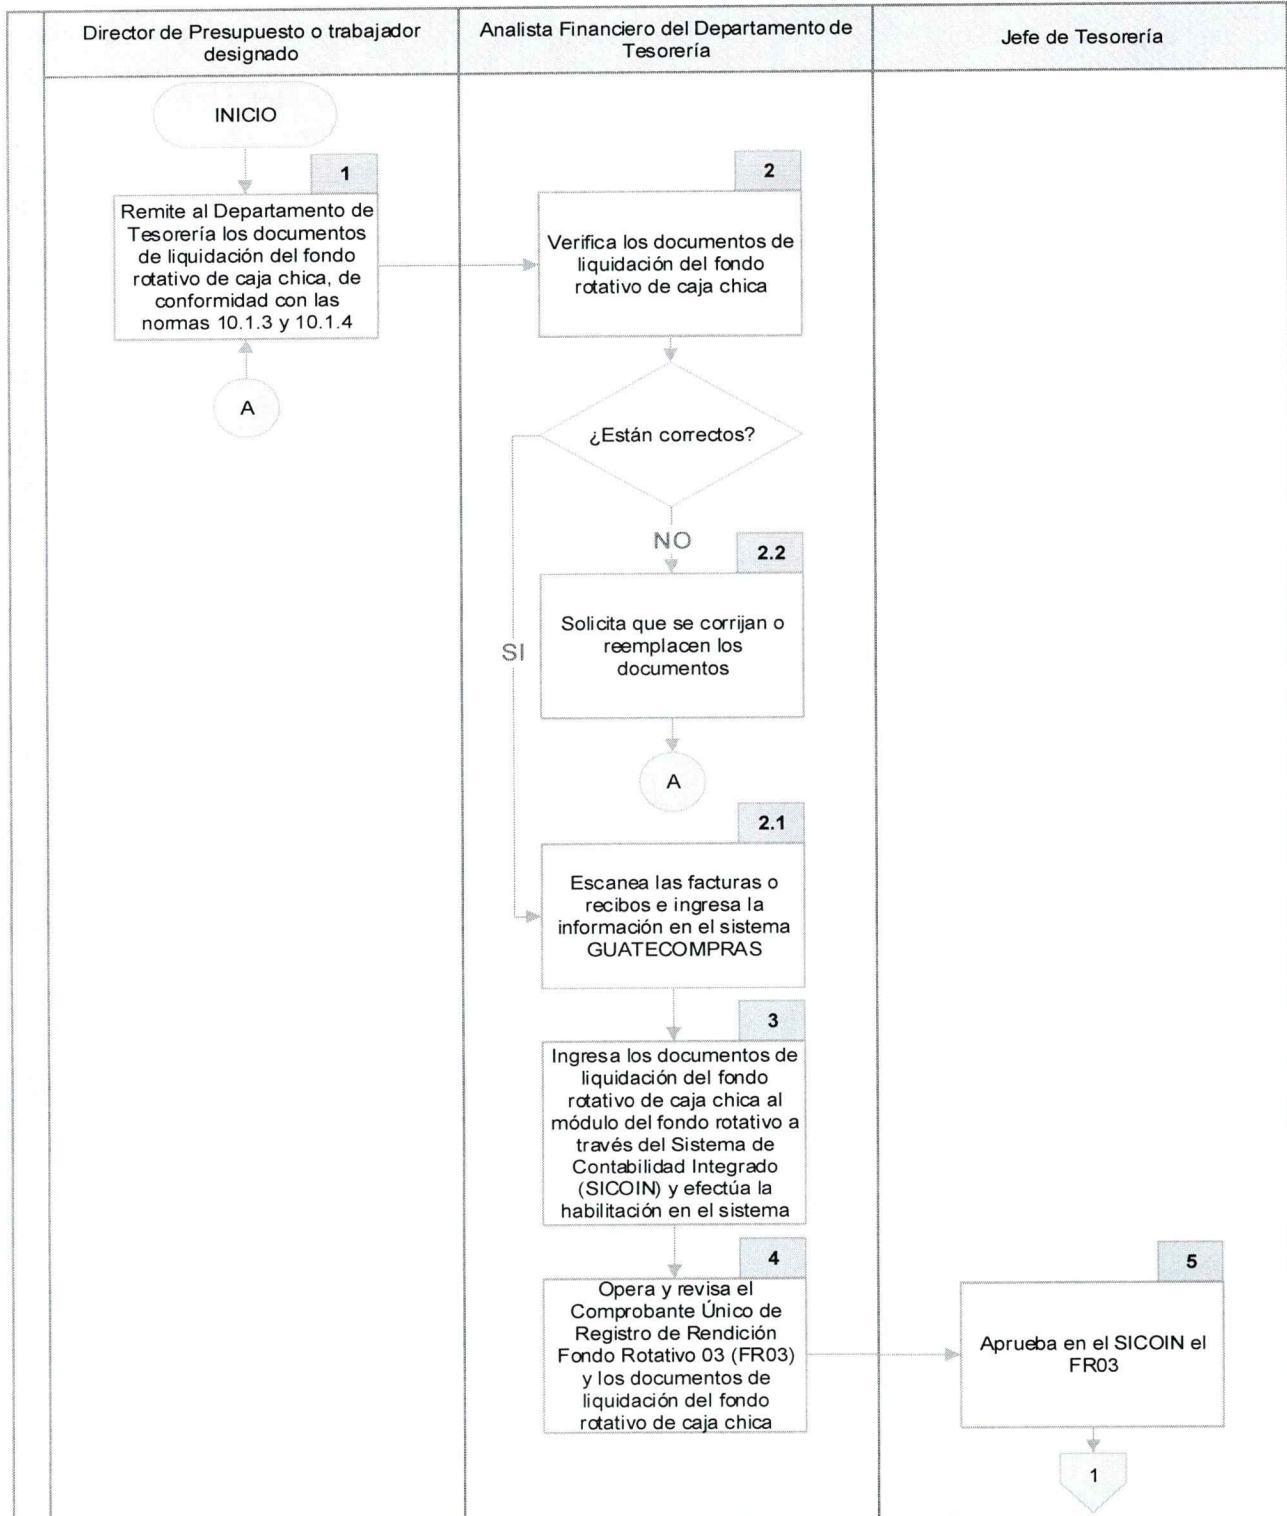 Director de Presupuesto o trabajador
designado
Analista Financiero del Departamento de
Tesorería
Jefe de Tesorería
INICIO
1
Remite al Departamento de
Tesorería los documentos
de liquidación del fondo
rotativo de caja chica, de
conformidad con las
normas 10.1.3 y 10.1.4
A
2
Verifica los documentos de
liquidación del fondo
rotativo de caja chica
¿Están correctos?
NO
SI
2.2
Solicita que se corrijan o
reemplacen los
documentos
A
2.1
Escanea las facturas o
recibos e ingresa la
información en el sistema
GUATECOMPRAS
3
Ingresa los documentos de
liquidación del fondo
rotativo de caja chica al
módulo del fondo rotativo a
través del Sistema de
Contabilidad Integrado
(SICOIN) y efectúa la
habilitación en el sistema
4
Opera y revisa el
Comprobante Único de
Registro de Rendición
Fondo Rotativo 03 (FR03)
y los documentos de
liquidación del fondo
rotativo de caja chica
5
Aprueba en el SICOIN el
FR03
1